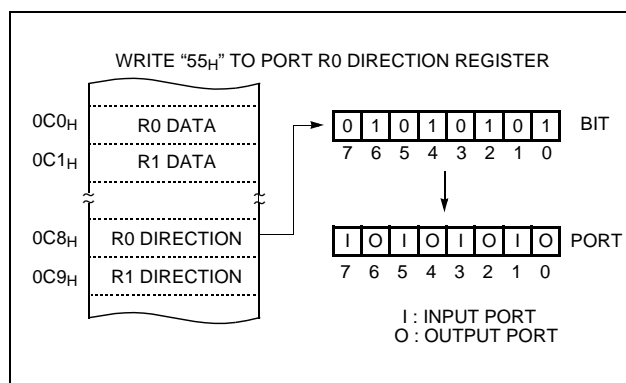 WRITE “55H” TO PORT R0 DIRECTION REGISTER
0C0H R0 DATA
0C1H R1 DATA
0C8H R0 DIRECTION
0C9H R1 DIRECTION
0 1 0 1 0 1 0 1 BIT
7 6 5 4 3 2 1 0
I O I O I O I O PORT
7 6 5 4 3 2 1 0
I : INPUT PORT
O : OUTPUT PORT